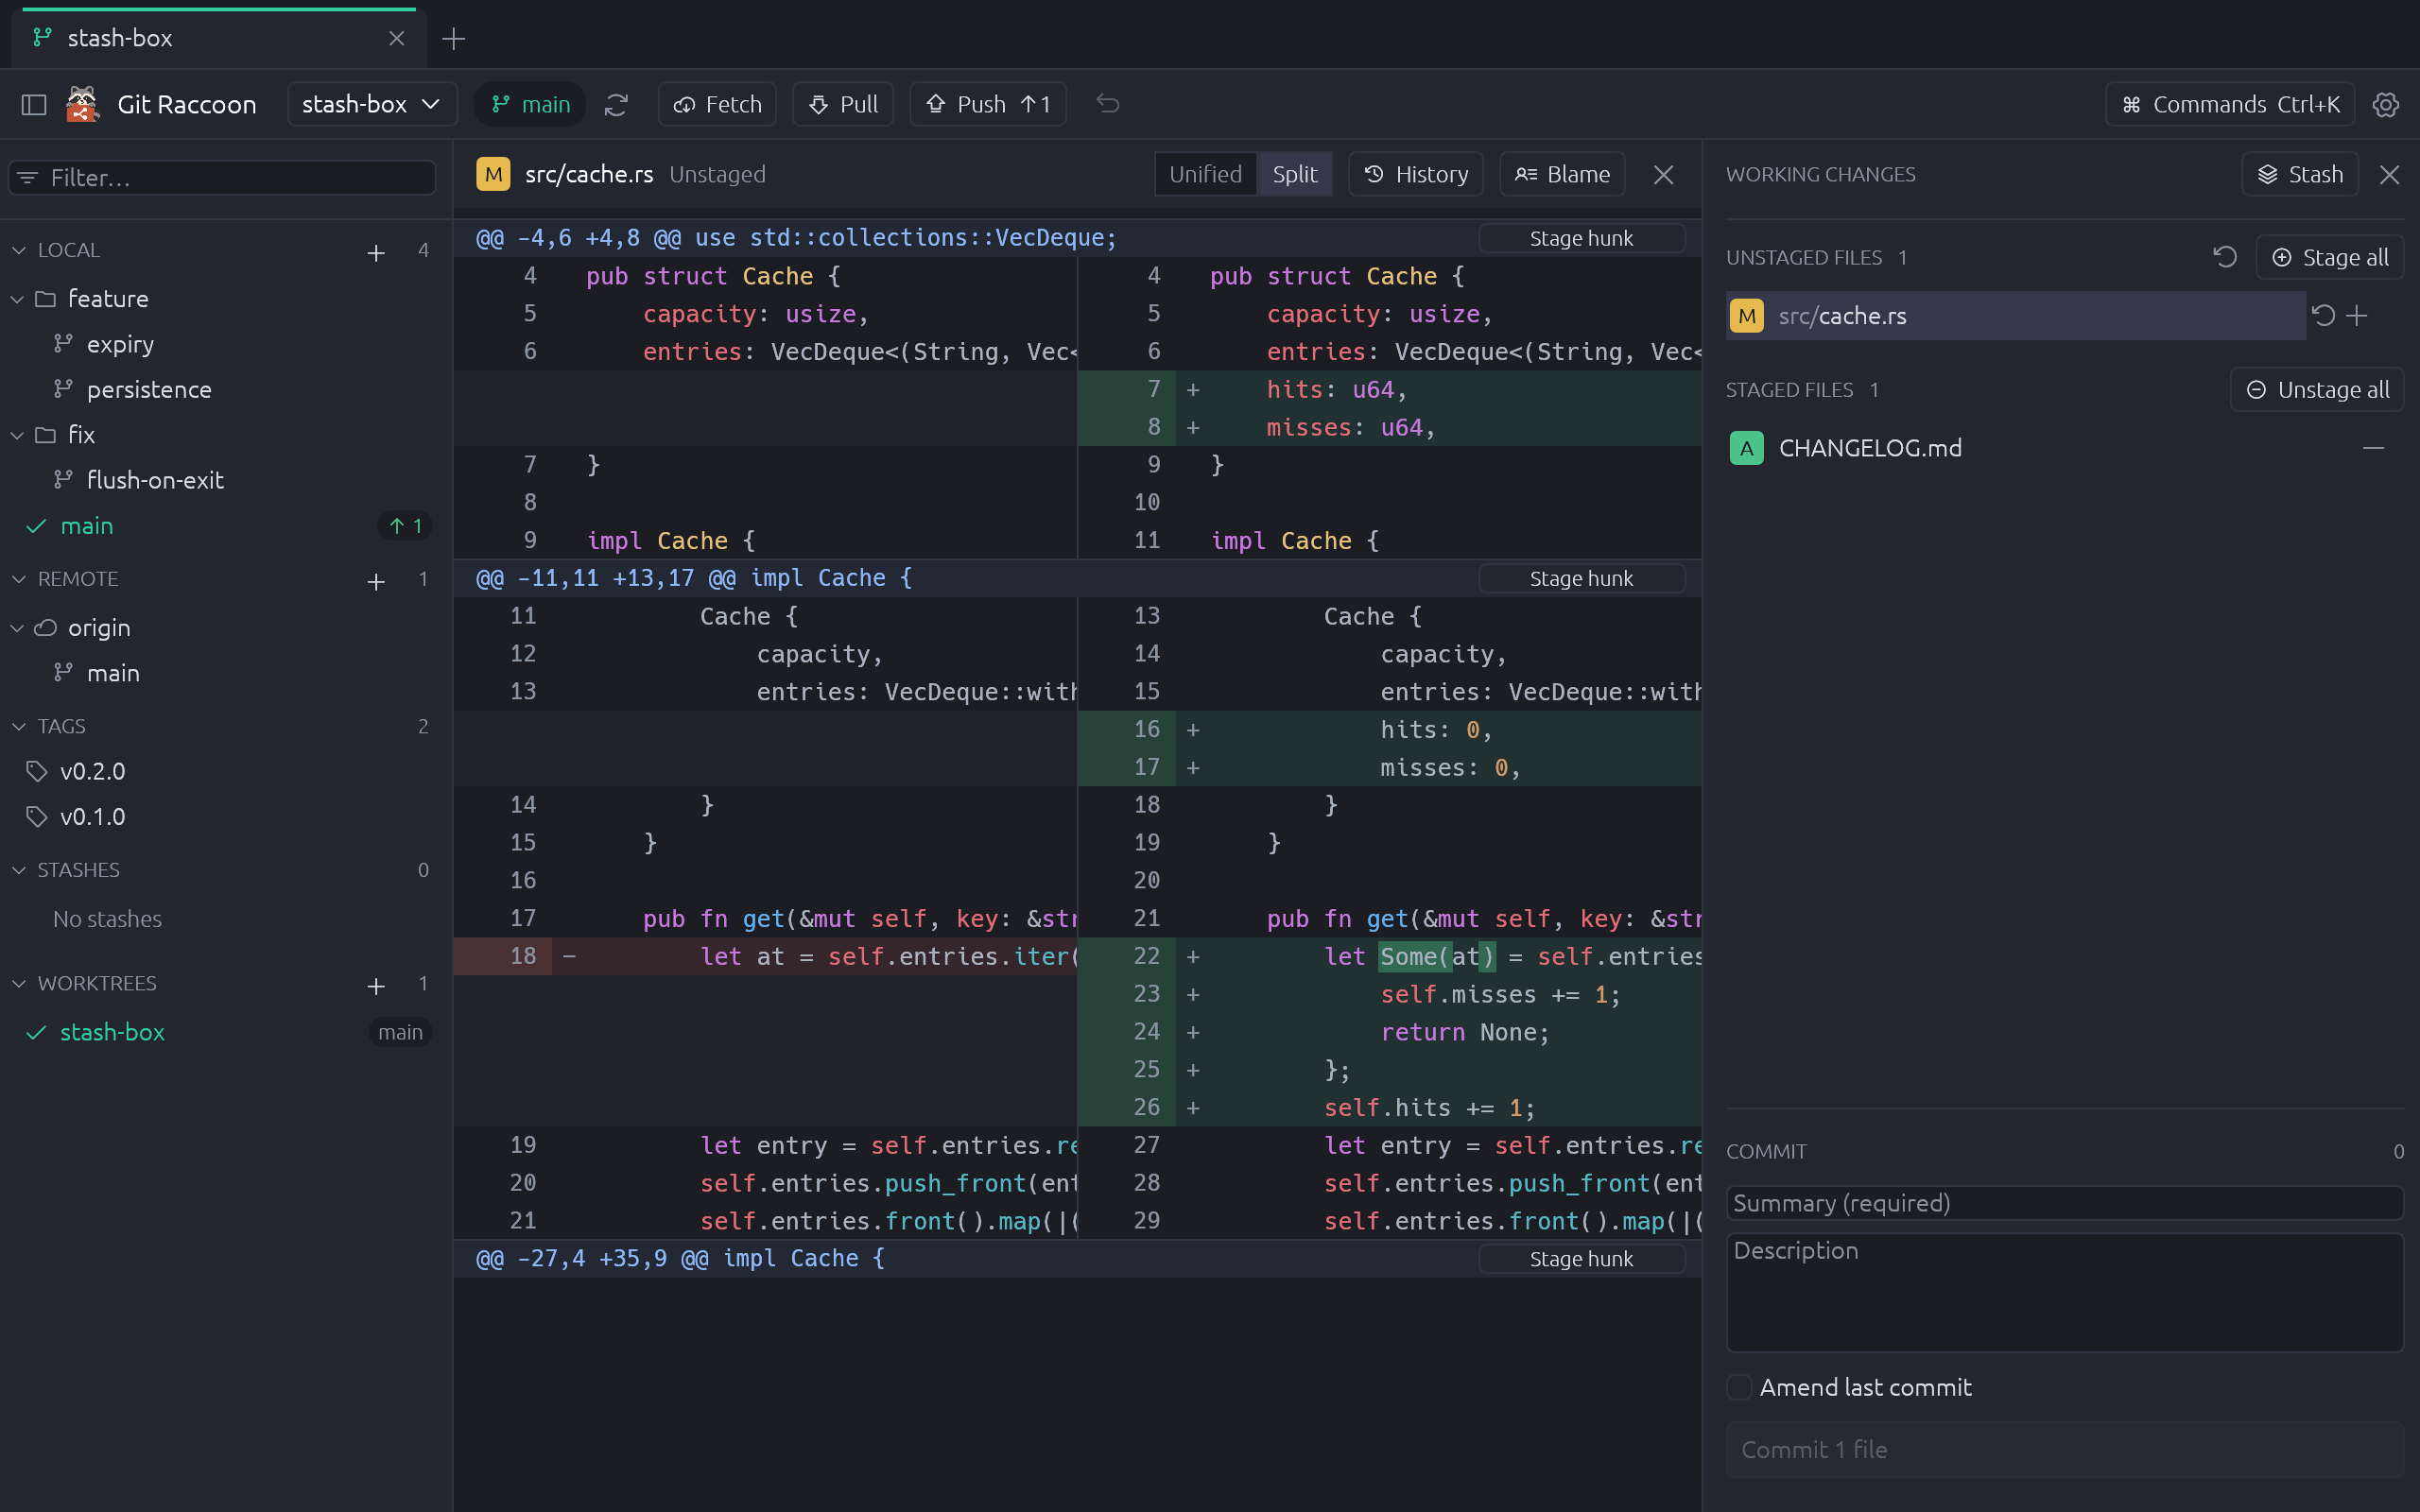 stash-box
Git Raccoon
stash-box
main
Fetch
Pull
Push ↑1
Commands Ctrl+K
Filter…
LOCAL 4
feature
expiry
persistence
fix
flush-on-exit
main ↑ 1
REMOTE 1
origin
main
TAGS 2
v0.2.0
v0.1.0
STASHES 0
No stashes
WORKTREES 1
stash-box main
M src/cache.rs Unstaged
Unified Split History Blame
@@ -4,6 +4,8 @@ use std::collections::VecDeque; Stage hunk
4 pub struct Cache { 4 pub struct Cache {
5 capacity: usize, 5 capacity: usize,
6 entries: VecDeque<(String, Vec< 6 entries: VecDeque<(String, Vec<
7 + hits: u64,
8 + misses: u64,
7 } 9 }
8 10
9 impl Cache { 11 impl Cache {
@@ -11,11 +13,17 @@ impl Cache { Stage hunk
11 Cache { 13 Cache {
12 capacity, 14 capacity,
13 entries: VecDeque::with 15 entries: VecDeque::with
16 + hits: 0,
17 + misses: 0,
14 } 18 }
15 } 19 }
16 20
17 pub fn get(&mut self, key: &str 21 pub fn get(&mut self, key: &str
18 − let at = self.entries.iter( 22 + let Some(at) = self.entries
23 + self.misses += 1;
24 + return None;
25 + };
26 + self.hits += 1;
19 let entry = self.entries.re 27 let entry = self.entries.re
20 self.entries.push_front(ent 28 self.entries.push_front(ent
21 self.entries.front().map(|( 29 self.entries.front().map(|(
@@ -27,4 +35,9 @@ impl Cache { Stage hunk
WORKING CHANGES Stash
UNSTAGED FILES 1 Stage all
M src/cache.rs
STAGED FILES 1 Unstage all
A CHANGELOG.md
COMMIT 0
Summary (required)
Description
Amend last commit
Commit 1 file